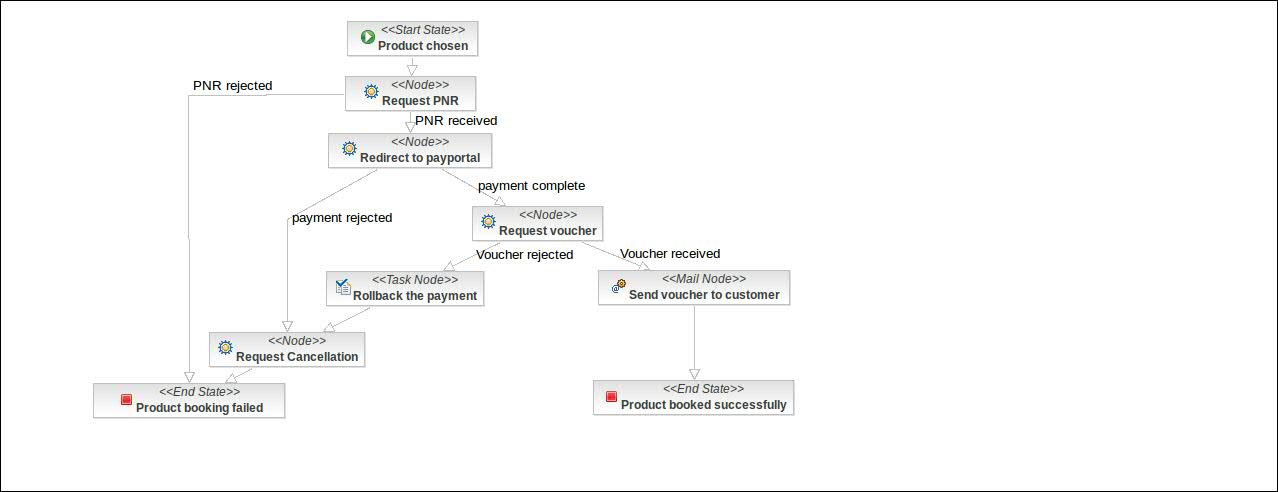 <<Start State>>
Product chosen
PNR rejected
<<Node>>
Request PNR
PNR received
<<Node>>
Redirect to payportal
payment complete
payment rejected
<<Node>>
Request voucher
Voucher rejected
Voucher received
<<Task Node>>
Rollback the payment
<<Mail Node>>
Send voucher to customer
<<Node>>
Request Cancellation
<<End State>>
Product booking failed
<<End State>>
Product booked successfully